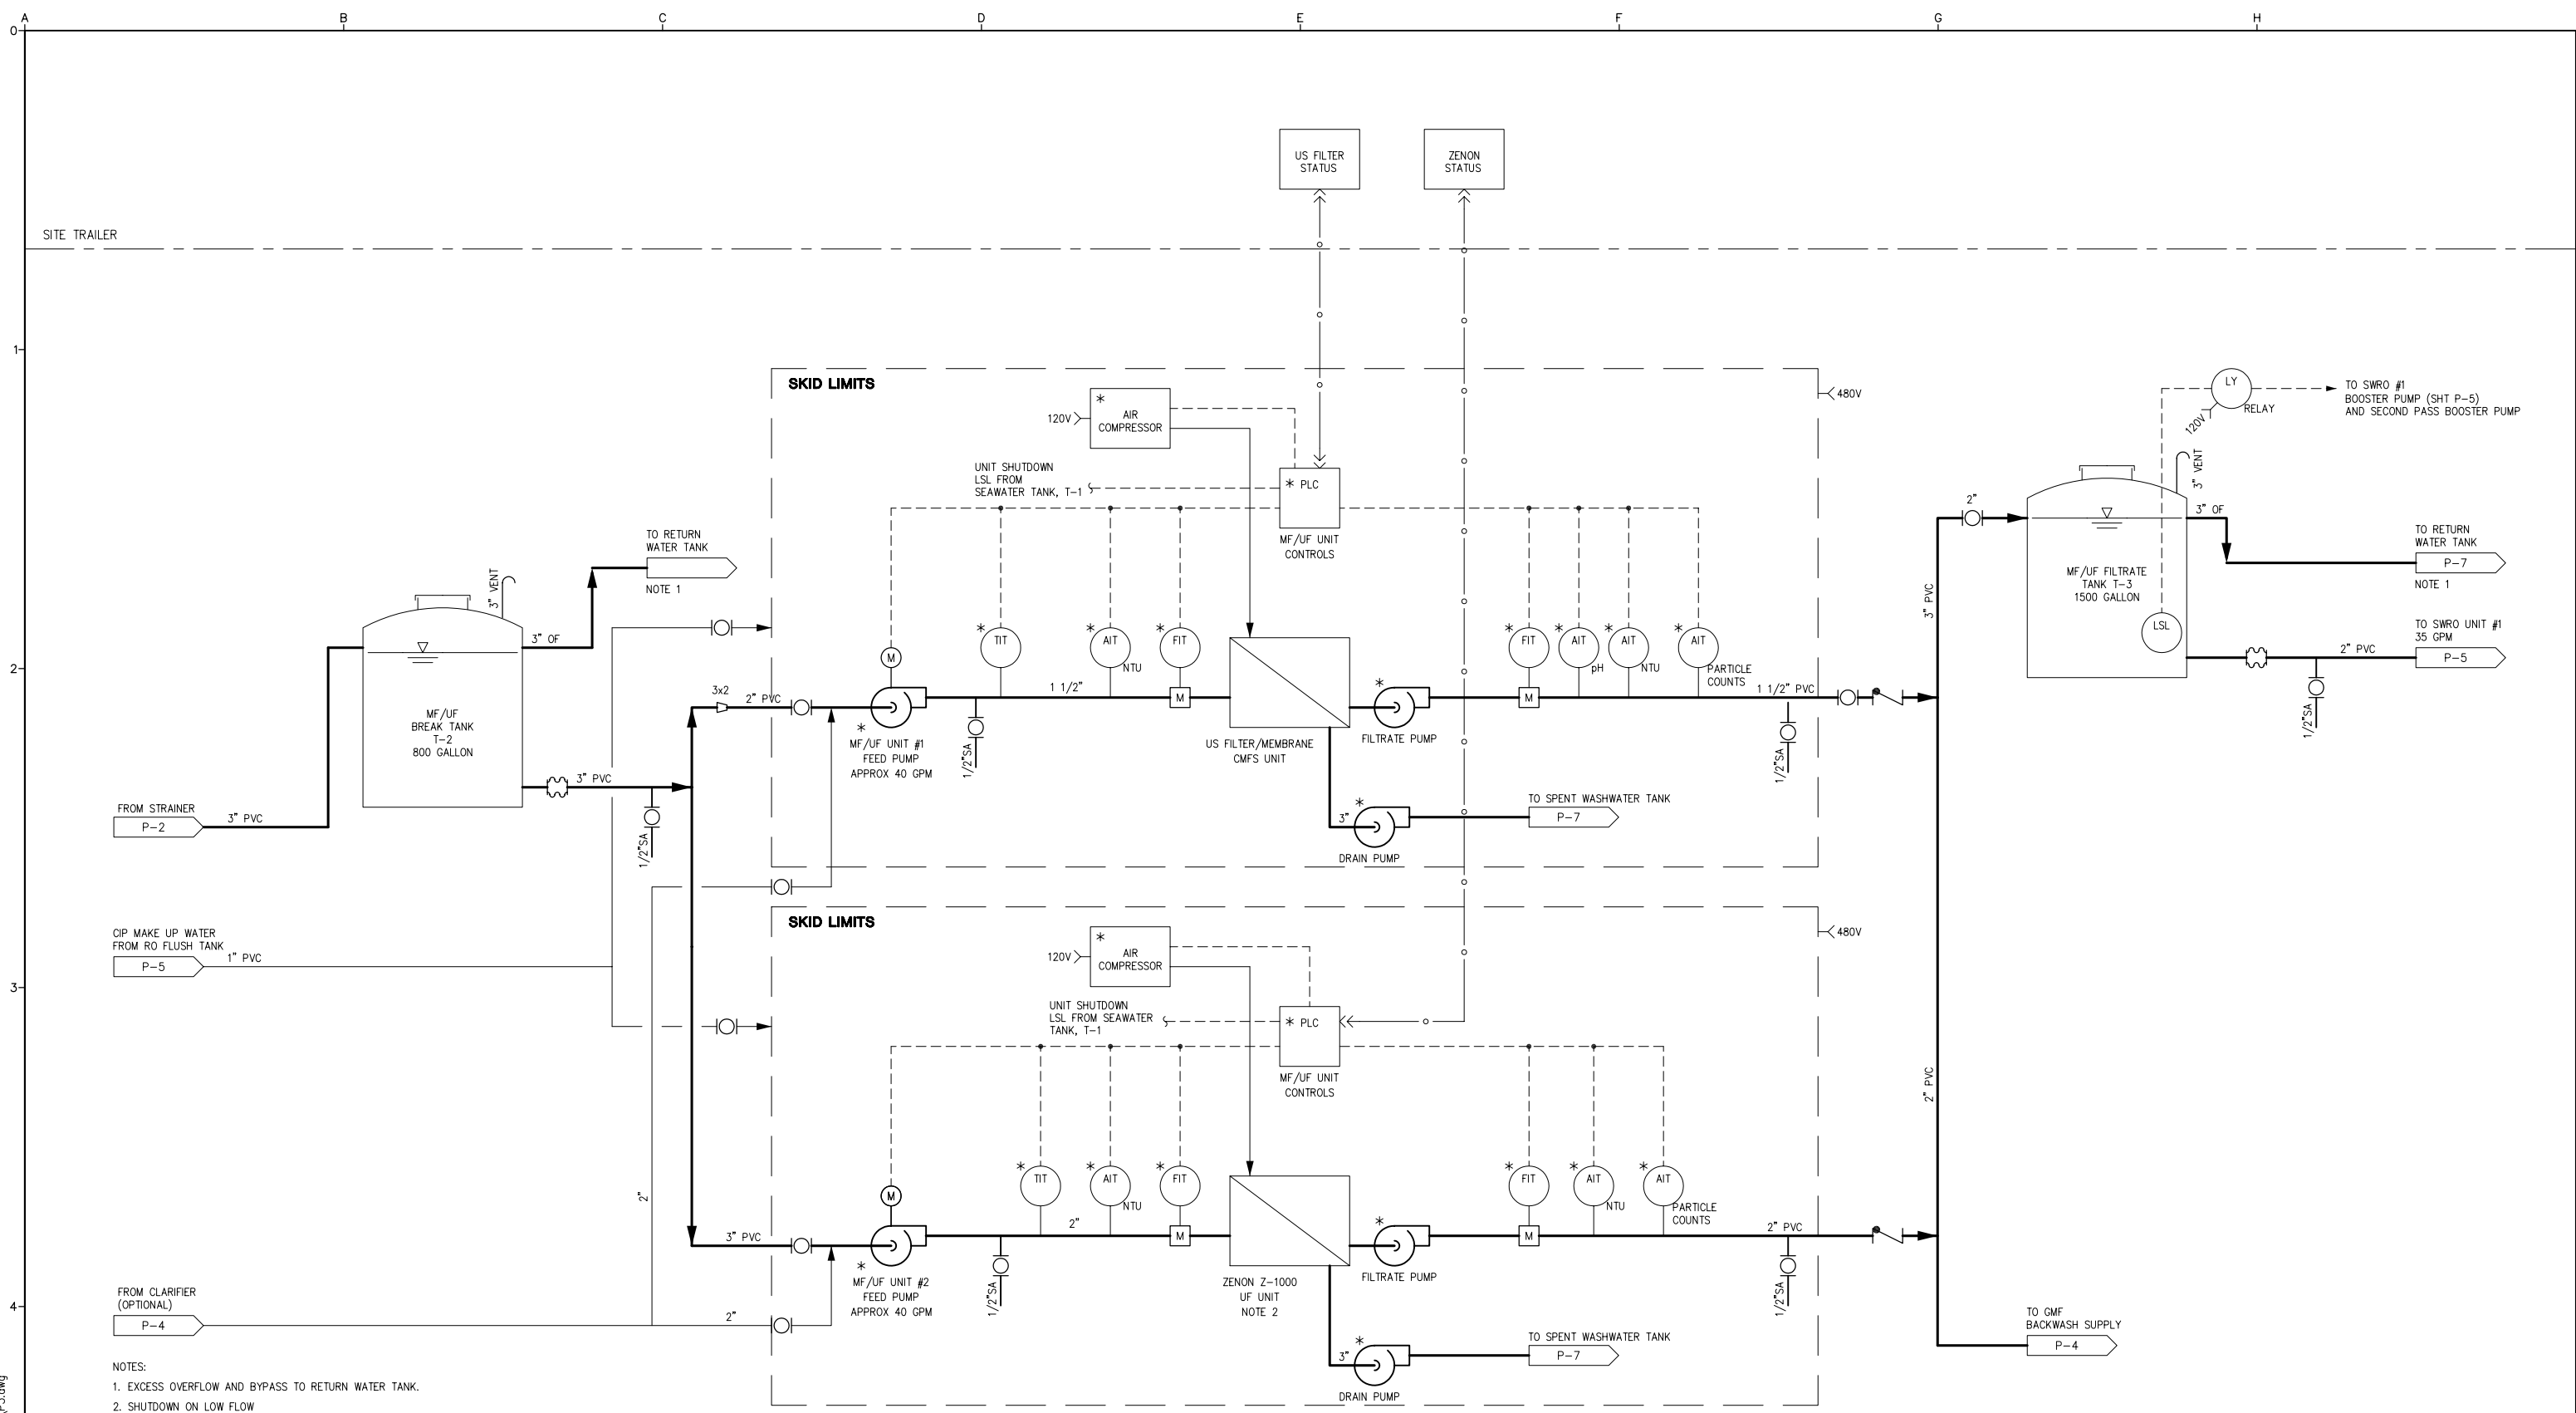 A B C D E F G H
0
1
2
3
4
US FILTER
STATUS
ZENON
STATUS
SITE TRAILER
SKID LIMITS
480V
*
AIR
COMPRESSOR
120V
UNIT SHUTDOWN
LSL FROM
SEAWATER TANK, T-1
* PLC
MF/UF UNIT
CONTROLS
LY
RELAY
120V
TO SWRO #1
BOOSTER PUMP (SHT P-5)
AND SECOND PASS BOOSTER PUMP
3" VENT
3" OF
TO RETURN
WATER TANK
P-7
NOTE 1
2"
MF/UF FILTRATE
TANK T-3
1500 GALLON
LSL
TO SWRO UNIT #1
35 GPM
2" PVC
P-5
1/2"SA
3" PVC
TO RETURN
WATER TANK
NOTE 1
3" VENT
3" OF
MF/UF
BREAK TANK
T-2
800 GALLON
3" PVC
1/2"SA
FROM STRAINER
P-2
3" PVC
3x2
2" PVC
M
*
MF/UF UNIT #1
FEED PUMP
APPROX 40 GPM
* TIT
* AIT
NTU
* FIT
1 1/2"
M
1/2"SA
US FILTER/MEMBRANE
CMFS UNIT
*
FILTRATE PUMP
* FIT
* AIT
pH
* AIT
NTU
* AIT
PARTICLE
COUNTS
M
1 1/2" PVC
1/2"SA
3"
*
DRAIN PUMP
TO SPENT WASHWATER TANK
P-7
CIP MAKE UP WATER
FROM RO FLUSH TANK
P-5
1" PVC
SKID LIMITS
480V
*
AIR
COMPRESSOR
120V
UNIT SHUTDOWN
LSL FROM SEAWATER
TANK, T-1
* PLC
MF/UF UNIT
CONTROLS
2" PVC
2"
3" PVC
M
*
MF/UF UNIT #2
FEED PUMP
APPROX 40 GPM
* TIT
* AIT
NTU
* FIT
2"
M
1/2"SA
ZENON Z-1000
UF UNIT
NOTE 2
*
FILTRATE PUMP
* FIT
* AIT
NTU
* AIT
PARTICLE
COUNTS
M
2" PVC
1/2"SA
3"
*
DRAIN PUMP
TO SPENT WASHWATER TANK
P-7
TO GMF
BACKWASH SUPPLY
P-4
FROM CLARIFIER
(OPTIONAL)
P-4
2"
NOTES:
1. EXCESS OVERFLOW AND BYPASS TO RETURN WATER TANK.
2. SHUTDOWN ON LOW FLOW